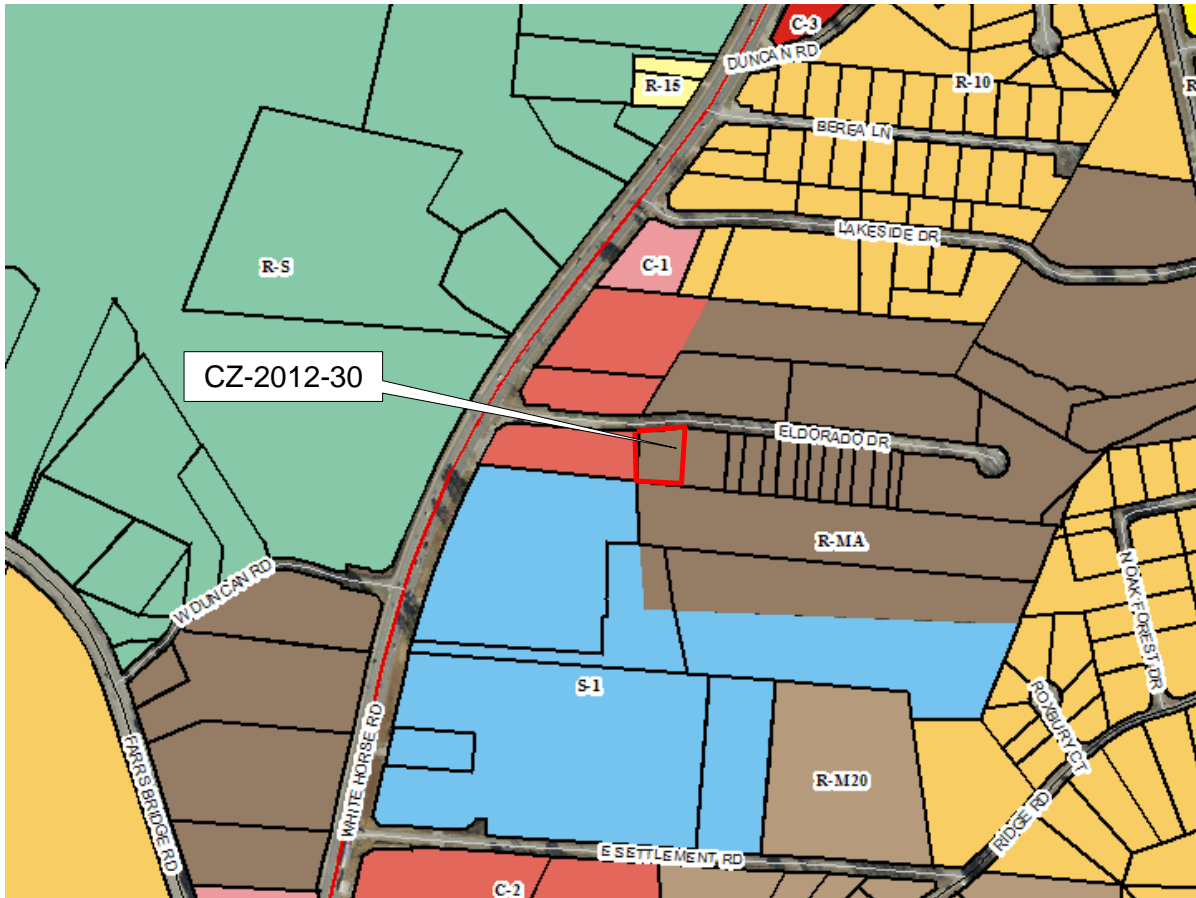 C-3
DUNCAN RD
R-15
R-10
R
BEREA LN
LAKESIDE DR
R-S
C-1
CZ-2012-30
ELDORADO DR
R-MA
W DUNCAN RD
N OAK FOREST DR
S-1
ROXBURY CT
FARRS BRIDGE RD
WHITE HORSE RD
R-M20
RIDGE RD
E SETTLEMENT RD
C-2